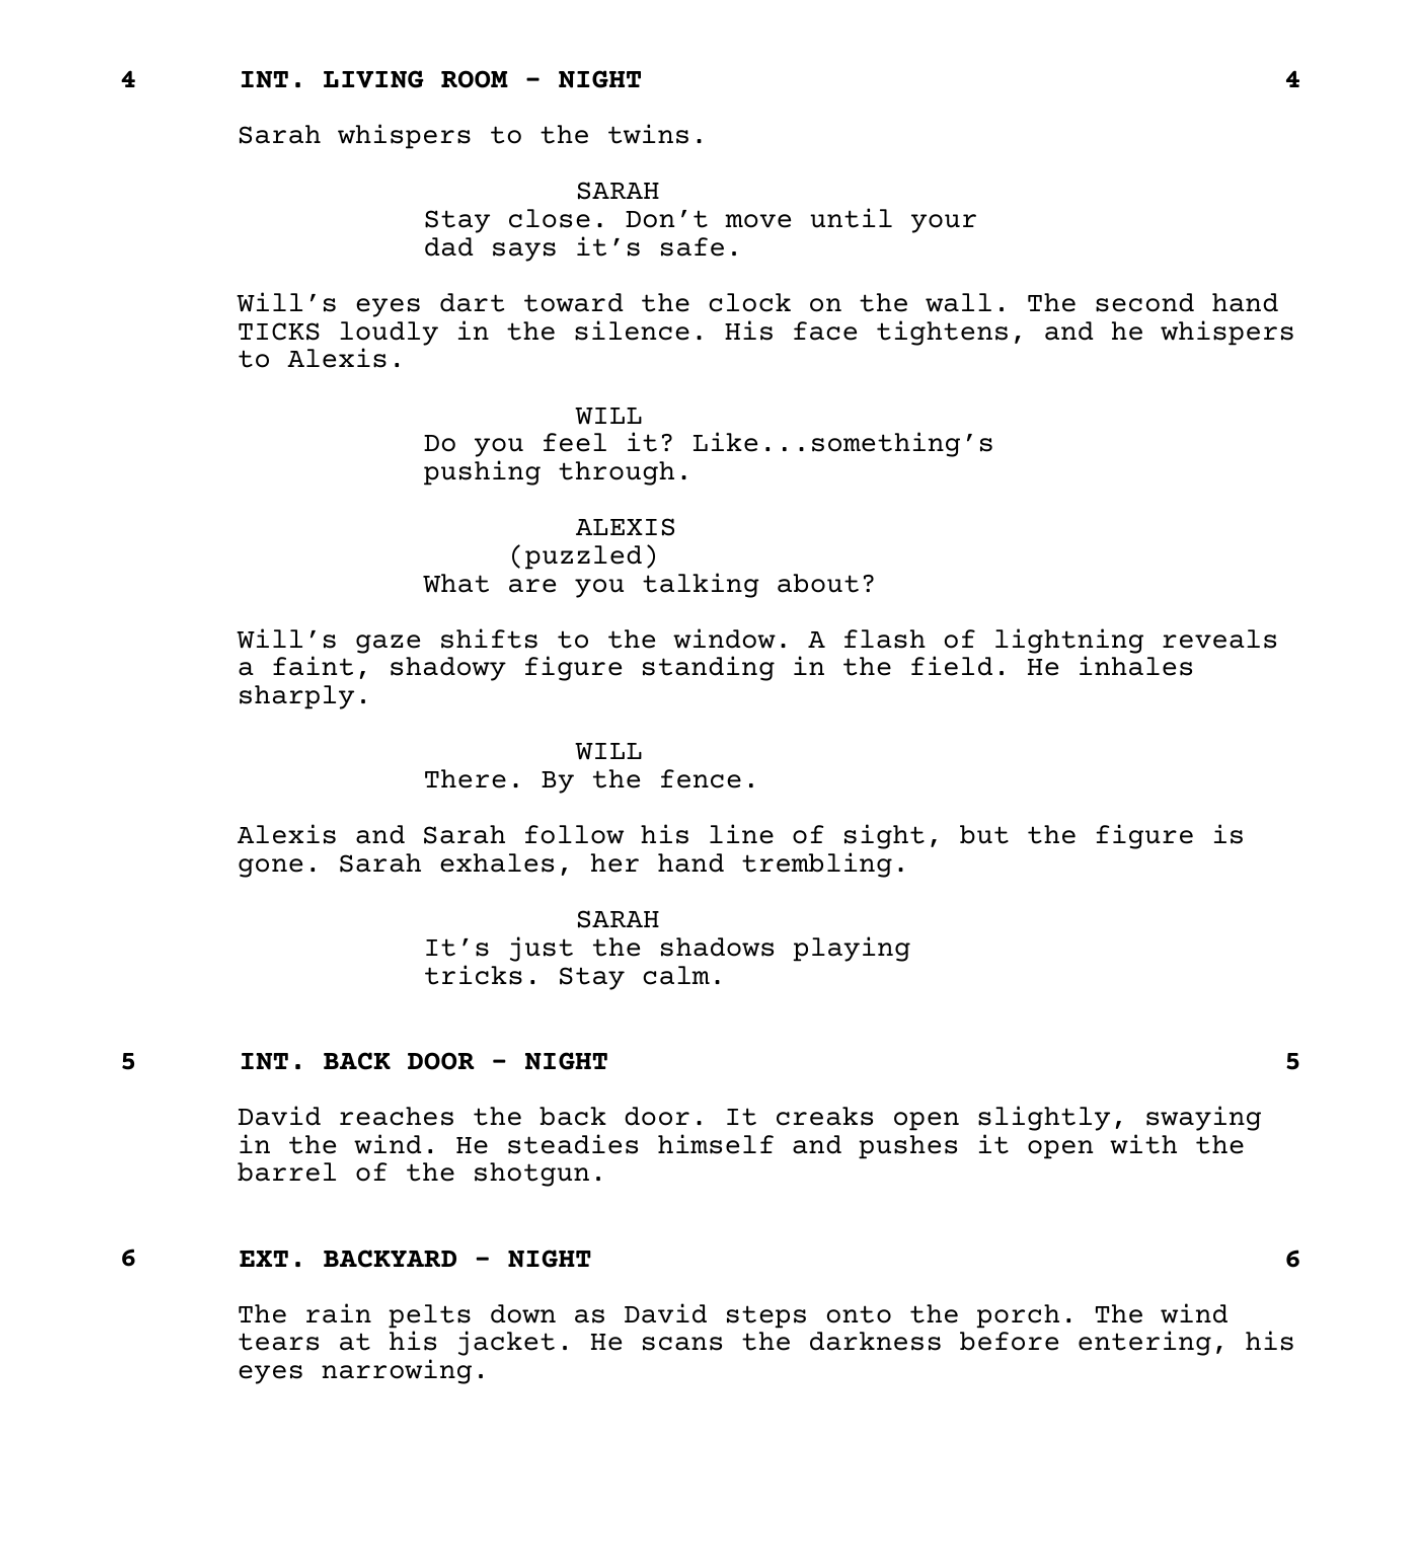 4 INT. LIVING ROOM - NIGHT 4
Sarah whispers to the twins.
SARAH
Stay close. Don’t move until your
dad says it’s safe.
Will’s eyes dart toward the clock on the wall. The second hand
TICKS loudly in the silence. His face tightens, and he whispers
to Alexis.
WILL
Do you feel it? Like...something’s
pushing through.
ALEXIS
(puzzled)
What are you talking about?
Will’s gaze shifts to the window. A flash of lightning reveals
a faint, shadowy figure standing in the field. He inhales
sharply.
WILL
There. By the fence.
Alexis and Sarah follow his line of sight, but the figure is
gone. Sarah exhales, her hand trembling.
SARAH
It’s just the shadows playing
tricks. Stay calm.
5 INT. BACK DOOR - NIGHT 5
David reaches the back door. It creaks open slightly, swaying
in the wind. He steadies himself and pushes it open with the
barrel of the shotgun.
6 EXT. BACKYARD - NIGHT 6
The rain pelts down as David steps onto the porch. The wind
tears at his jacket. He scans the darkness before entering, his
eyes narrowing.